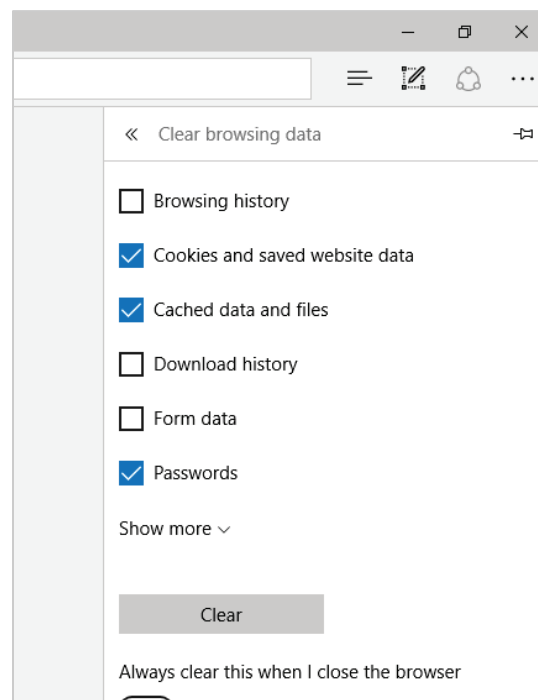 Clear browsing data
Browsing history
Cookies and saved website data
Cached data and files
Download history
Form data
Passwords
Show more
Clear
Always clear this when I close the browser